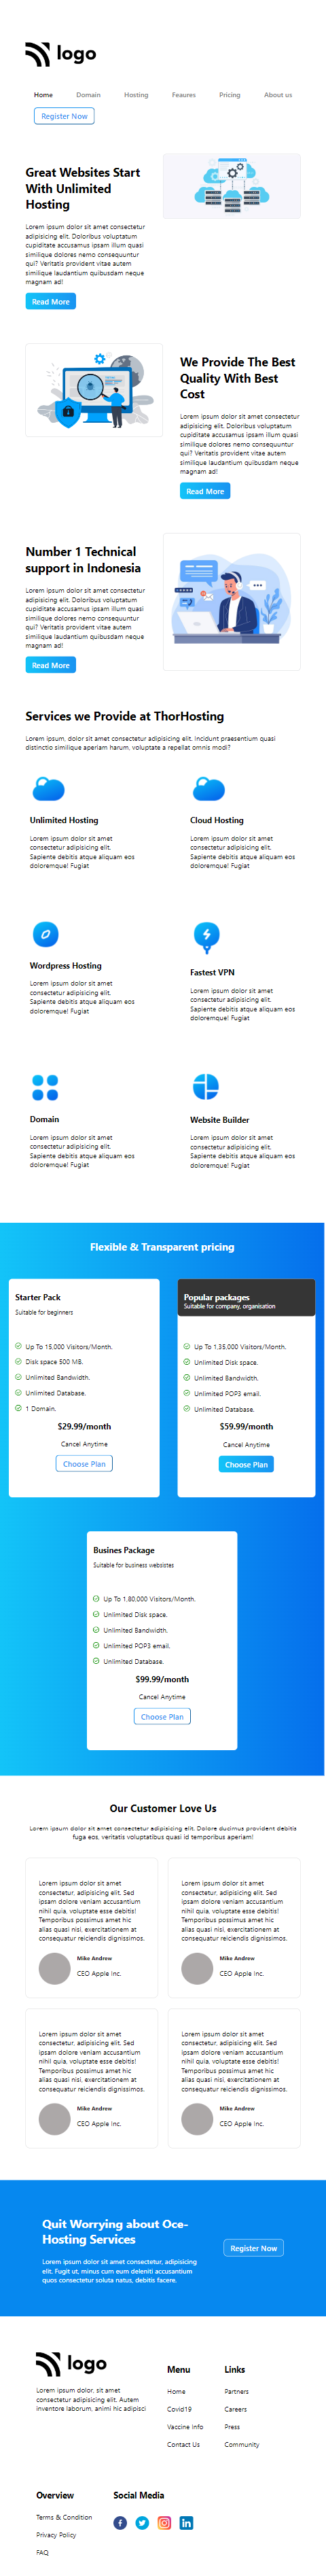 logo
Home Domain Hosting Feaures Pricing About us
Register Now
Great Websites Start
With Unlimited
Hosting
Lorem ipsum dolor sit amet consectetur
adipisicing elit. Doloribus voluptatum
cupiditate accusamus ipsam illum quasi
similique dolores nemo consequuntur
qui? Veritatis provident vitae autem
similique laudantium quibusdam neque
magnam ad!
Read More
We Provide The Best
Quality With Best
Cost
Lorem ipsum dolor sit amet consectetur
adipisicing elit. Doloribus voluptatum
cupiditate accusamus ipsam illum quasi
similique dolores nemo consequuntur
qui? Veritatis provident vitae autem
similique laudantium quibusdam neque
magnam ad!
Read More
Number 1 Technical
support in Indonesia
Lorem ipsum dolor sit amet consectetur
adipisicing elit. Doloribus voluptatum
cupiditate accusamus ipsam illum quasi
similique dolores nemo consequuntur
qui? Veritatis provident vitae autem
similique laudantium quibusdam neque
magnam ad!
Read More
Services we Provide at ThorHosting
Lorem ipsum, dolor sit amet consectetur adipisicing elit. Incidunt praesentium quasi
distinctio similique aperiam harum, voluptate a repellat omnis modi?
Unlimited Hosting
Lorem ipsum dolor sit amet
consectetur adipisicing elit.
Sapiente debitis atque aliquam eos
doloremque! Fugiat
Cloud Hosting
Lorem ipsum dolor sit amet
consectetur adipisicing elit.
Sapiente debitis atque aliquam eos
doloremque! Fugiat
Wordpress Hosting
Lorem ipsum dolor sit amet
consectetur adipisicing elit.
Sapiente debitis atque aliquam eos
doloremque! Fugiat
Fastest VPN
Lorem ipsum dolor sit amet
consectetur adipisicing elit.
Sapiente debitis atque aliquam eos
doloremque! Fugiat
Domain
Lorem ipsum dolor sit amet
consectetur adipisicing elit.
Sapiente debitis atque aliquam eos
doloremque! Fugiat
Website Builder
Lorem ipsum dolor sit amet
consectetur adipisicing elit.
Sapiente debitis atque aliquam eos
doloremque! Fugiat
Flexible & Transparent pricing
Starter Pack
Suitable for beginners
Up To 15,000 Visitors/Month.
Disk space 500 MB.
Unlimited Bandwidth.
Unlimited Database.
1 Domain.
$29.99/month
Cancel Anytime
Choose Plan
Popular packages
Suitable for company, organisation
Up To 1,35,000 Visitors/Month.
Unlimited Disk space.
Unlimited Bandwidth.
Unlimited POP3 email.
Unlimited Database.
$59.99/month
Cancel Anytime
Choose Plan
Busines Package
Suitable for business websistes
Up To 1,80,000 Visitors/Month.
Unlimited Disk space.
Unlimited Bandwidth.
Unlimited POP3 email.
Unlimited Database.
$99.99/month
Cancel Anytime
Choose Plan
Our Customer Love Us
Lorem ipsum dolor sit amet consectetur adipisicing elit. Dolore ducimus provident debitis
fuga eos, veritatis voluptatibus quasi id temporibus aperiam!
Lorem ipsum dolor sit amet
consectetur, adipisicing elit. Sed
ipsam dolore veniam accusantium
nihil quia, voluptate esse debitis!
Temporibus possimus amet hic
alias quasi nisi, exercitationem at
consequatur reiciendis dignissimos.
Mike Andrew
CEO Apple Inc.
Lorem ipsum dolor sit amet
consectetur, adipisicing elit. Sed
ipsam dolore veniam accusantium
nihil quia, voluptate esse debitis!
Temporibus possimus amet hic
alias quasi nisi, exercitationem at
consequatur reiciendis dignissimos.
Mike Andrew
CEO Apple Inc.
Lorem ipsum dolor sit amet
consectetur, adipisicing elit. Sed
ipsam dolore veniam accusantium
nihil quia, voluptate esse debitis!
Temporibus possimus amet hic
alias quasi nisi, exercitationem at
consequatur reiciendis dignissimos.
Mike Andrew
CEO Apple Inc.
Lorem ipsum dolor sit amet
consectetur, adipisicing elit. Sed
ipsam dolore veniam accusantium
nihil quia, voluptate esse debitis!
Temporibus possimus amet hic
alias quasi nisi, exercitationem at
consequatur reiciendis dignissimos.
Mike Andrew
CEO Apple Inc.
Quit Worrying about Oce-
Hosting Services
Lorem ipsum dolor sit amet consectetur, adipisicing
elit. Fugit ut, minus cum eum deleniti accusantium
quos consectetur soluta natus, debitis facere.
Register Now
logo
Lorem ipsum dolor, sit amet
consectetur adipisicing elit. Autem
inventore laborum, animi hic adipisci
Menu
Home
Covid19
Vaccine Info
Contact Us
Links
Partners
Careers
Press
Community
Overview
Terms & Condition
Privacy Policy
FAQ
Social Media